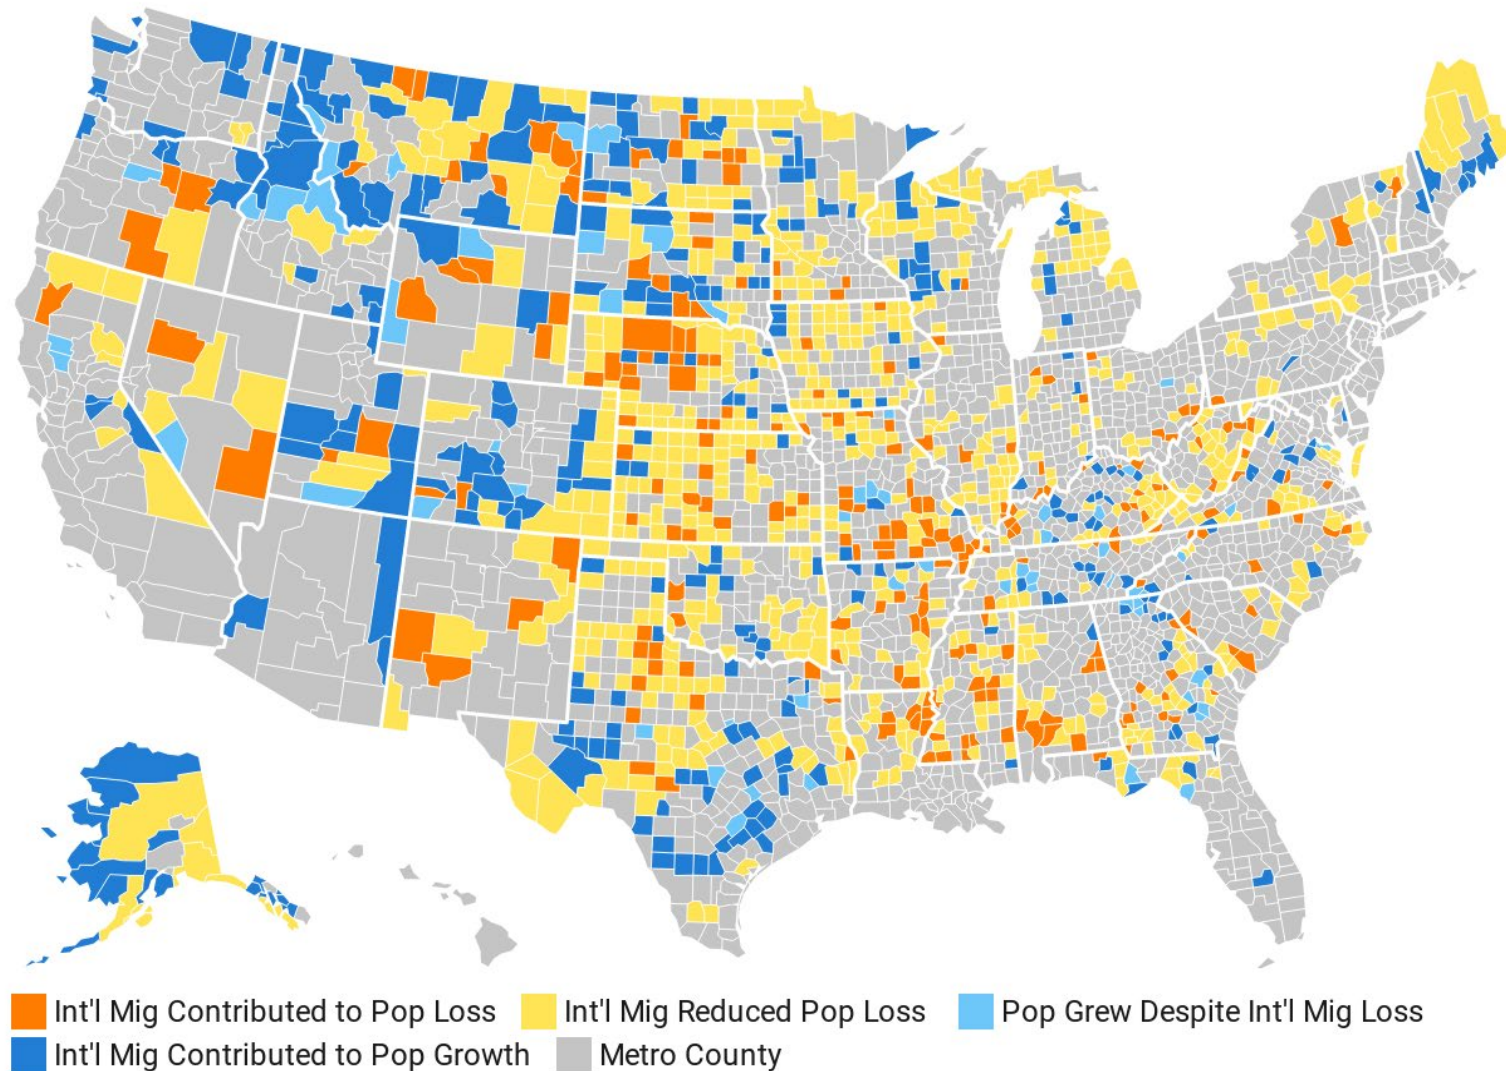 Int'l Mig Contributed to Pop Loss Int'l Mig Reduced Pop Loss Pop Grew Despite Int'l Mig Loss
Int'l Mig Contributed to Pop Growth Metro County